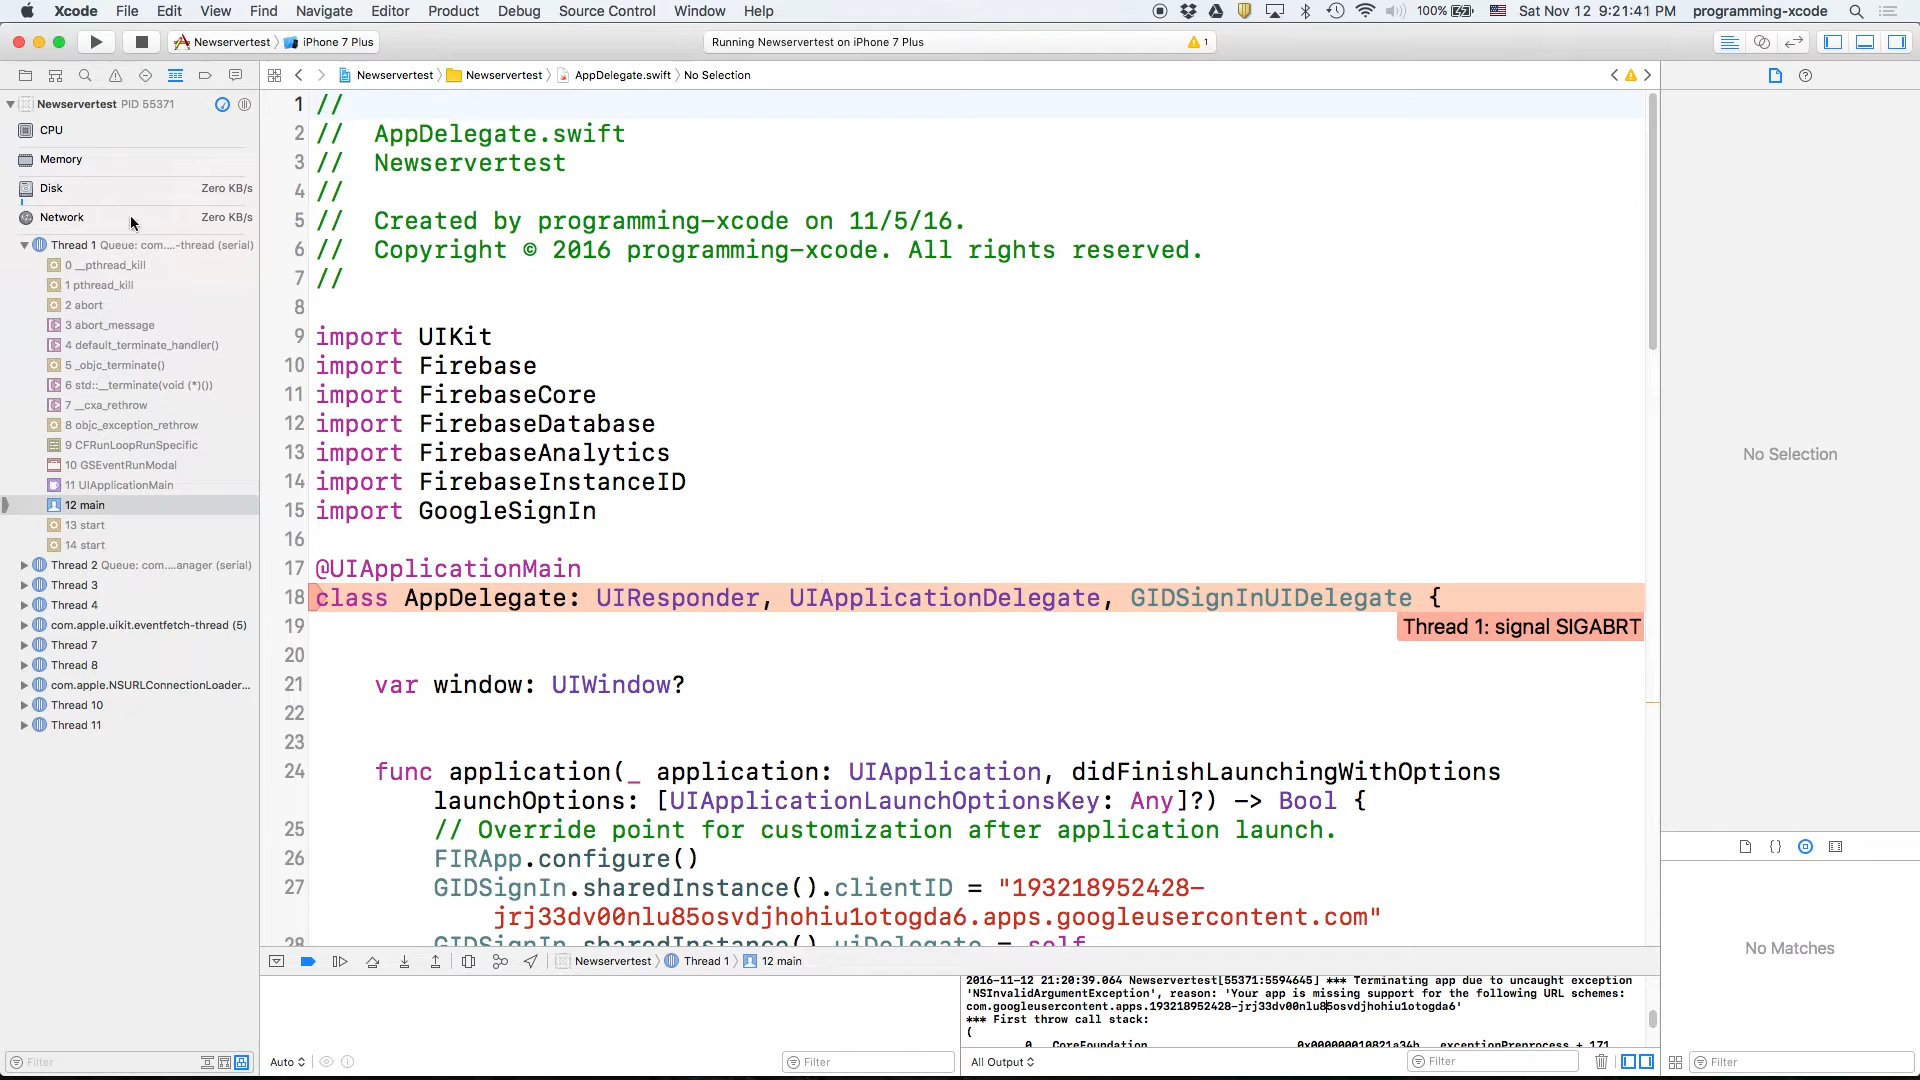 Xcode File Edit View Find Navigate Editor Product Debug Source Control Window Help 100% Sat Nov 12 9:21:41 PM programming-xcode
Newservertest iPhone 7 Plus Running Newservertest on iPhone 7 Plus 1
Newservertest Newservertest AppDelegate.swift No Selection
Newservertest PID 55371
CPU
Memory
Disk Zero KB/s
Network Zero KB/s
Thread 1 Queue: com....-thread (serial)
0 __pthread_kill
1 pthread_kill
2 abort
3 abort_message
4 default_terminate_handler()
5 _objc_terminate()
6 std::__terminate(void (*)())
7 __cxa_rethrow
8 objc_exception_rethrow
9 CFRunLoopRunSpecific
10 GSEventRunModal
11 UIApplicationMain
12 main
13 start
14 start
Thread 2 Queue: com....anager (serial)
Thread 3
Thread 4
com.apple.uikit.eventfetch-thread (5)
Thread 7
Thread 8
com.apple.NSURLConnectionLoader...
Thread 10
Thread 11
Filter
1 //
2 //  AppDelegate.swift
3 //  Newservertest
4 //
5 //  Created by programming-xcode on 11/5/16.
6 //  Copyright © 2016 programming-xcode. All rights reserved.
7 //
8
9 import UIKit
10 import Firebase
11 import FirebaseCore
12 import FirebaseDatabase
13 import FirebaseAnalytics
14 import FirebaseInstanceID
15 import GoogleSignIn
16
17 @UIApplicationMain
18 class AppDelegate: UIResponder, UIApplicationDelegate, GIDSignInUIDelegate {
19 Thread 1: signal SIGABRT
20
21 var window: UIWindow?
22
23
24 func application(_ application: UIApplication, didFinishLaunchingWithOptions
launchOptions: [UIApplicationLaunchOptionsKey: Any]?) -> Bool {
25 // Override point for customization after application launch.
26 FIRApp.configure()
27 GIDSignIn.sharedInstance().clientID = "193218952428-
jrj33dv00nlu85osvdjhohiu1otogda6.apps.googleusercontent.com"
28 GIDSignIn.sharedInstance().uiDelegate = self
Newservertest Thread 1 12 main
2016-11-12 21:20:39.064 Newservertest[55371:5594645] *** Terminating app due to uncaught exception
'NSInvalidArgumentException', reason: 'Your app is missing support for the following URL schemes:
com.googleusercontent.apps.193218952428-jrj33dv00nlu85osvdjhohiu1otogda6'
*** First throw call stack:
(
0 CoreFoundation 0x000000010821a34b exceptionPreprocess + 171
Auto Filter All Output Filter
No Selection
No Matches
Filter